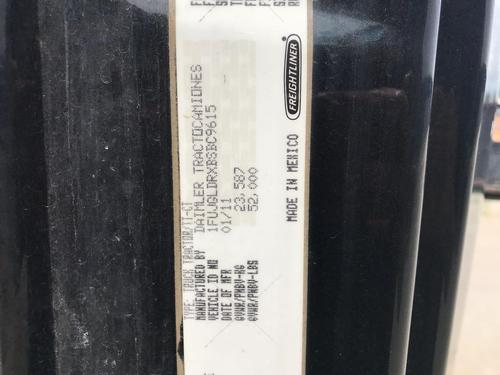 TYPE: TRUCK TRACTOR/TT-CT
MANUFACTURED BY DAIMLER TRACTOCAMIONES
VEHICLE ID NO 1FUJGLDRXBSBC9615
DATE OF MFR 01/11
GVWR/PNBV-KG 23,587
GVWR/PNBV-LBS 52,000
MADE IN MEXICO
FREIGHTLINER